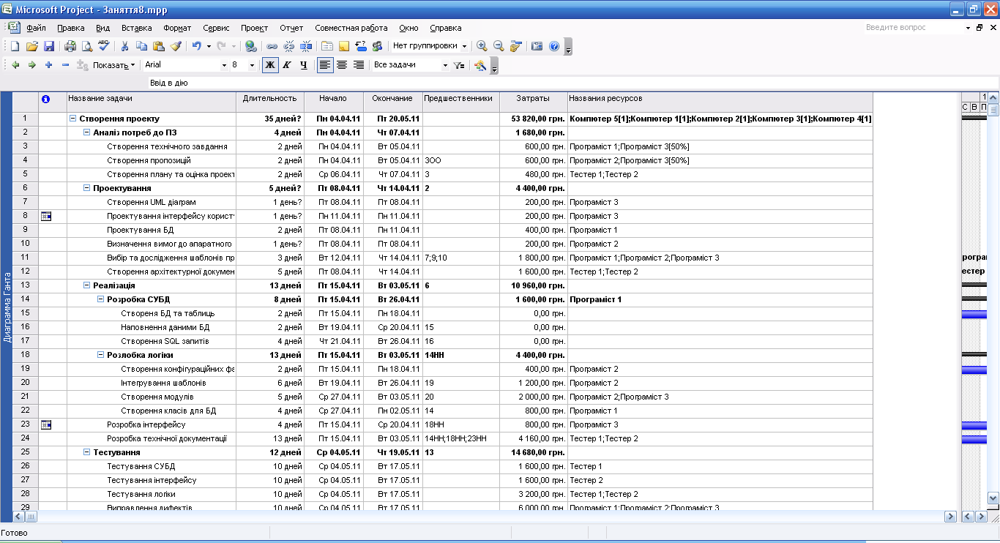 Microsoft Project - Заняття8.mpp
Файл Правка Вид Вставка Формат Сервис Проект Отчет Совместная работа Окно Справка Введите вопрос
Нет группировки
Показать Arial 8 Ж К Ч Все задачи
Ввід в дію
Название задачи Длительность Начало Окончание Предшественники Затраты Названия ресурсов 1
С В П
1 Створення проекту 35 дней? Пн 04.04.11 Пт 20.05.11 53 820,00 грн. Компютер 5[1];Компютер 1[1];Компютер 2[1];Компютер 3[1];Компютер 4[1]
2 Аналіз потреб до ПЗ 4 дней Пн 04.04.11 Чт 07.04.11 1 680,00 грн.
3 Створення технічного завдання 2 дней Пн 04.04.11 Вт 05.04.11 600,00 грн. Програміст 1;Програміст 3[50%]
4 Створення пропозицій 2 дней Пн 04.04.11 Вт 05.04.11 3ОО 600,00 грн. Програміст 2;Програміст 3[50%]
5 Створення плану та оцінка проект 2 дней Ср 06.04.11 Чт 07.04.11 3 480,00 грн. Тестер 1;Тестер 2
6 Проектування 5 дней? Пт 08.04.11 Чт 14.04.11 2 4 400,00 грн.
7 Створення UML діаграм 1 день? Пт 08.04.11 Пт 08.04.11 200,00 грн. Програміст 3
8 Проектування інтерфейсу корист 1 день? Пн 11.04.11 Пн 11.04.11 200,00 грн. Програміст 3
9 Проектування БД 2 дней Пт 08.04.11 Пн 11.04.11 400,00 грн. Програміст 1
10 Визначення вимог до апаратного 1 день? Пт 08.04.11 Пт 08.04.11 200,00 грн. Програміст 2
11 Вибір та дослідження шаблонів пр 3 дней Вт 12.04.11 Чт 14.04.11 7;9;10 1 800,00 грн. Програміст 1;Програміст 2;Програміст 3 рогра
12 Створення архітектурної докумен 5 дней Пт 08.04.11 Чт 14.04.11 1 600,00 грн. Тестер 1;Тестер 2 естер
13 Реалізація 13 дней Пт 15.04.11 Вт 03.05.11 6 10 960,00 грн.
14 Розробка СУБД 8 дней Пт 15.04.11 Вт 26.04.11 1 600,00 грн. Програміст 1
15 Створеня БД та таблиць 2 дней Пт 15.04.11 Пн 18.04.11 0,00 грн.
16 Наповнення даними БД 2 дней Вт 19.04.11 Ср 20.04.11 15 0,00 грн.
17 Створення SQL запитів 4 дней Чт 21.04.11 Вт 26.04.11 16 0,00 грн.
18 Розлобка логіки 13 дней Пт 15.04.11 Вт 03.05.11 14НН 4 400,00 грн.
19 Створення конфігураційних фа 2 дней Пт 15.04.11 Пн 18.04.11 400,00 грн. Програміст 2
20 Інтегрування шаблонів 6 дней Вт 19.04.11 Вт 26.04.11 19 1 200,00 грн. Програміст 2
21 Створення модулів 5 дней Ср 27.04.11 Вт 03.05.11 20 2 000,00 грн. Програміст 2;Програміст 3
22 Створення класів для БД 4 дней Ср 27.04.11 Пн 02.05.11 14 800,00 грн. Програміст 1
23 Розробка інтерфейсу 4 дней Пт 15.04.11 Ср 20.04.11 18НН 800,00 грн. Програміст 3
24 Розробка технічної документації 13 дней Пт 15.04.11 Вт 03.05.11 14НН;18НН;23НН 4 160,00 грн. Тестер 1;Тестер 2
25 Тестування 12 дней Ср 04.05.11 Чт 19.05.11 13 14 680,00 грн.
26 Тестування СУБД 10 дней Ср 04.05.11 Вт 17.05.11 1 600,00 грн. Тестер 1
27 Тестування інтерфейсу 10 дней Ср 04.05.11 Вт 17.05.11 1 600,00 грн. Тестер 2
28 Тестування логіки 10 дней Ср 04.05.11 Вт 17.05.11 3 200,00 грн. Тестер 1;Тестер 2
29 Виправлення дифектів 10 дней Ср 04.05.11 Вт 17.05.11 6 000,00 грн. Програміст 1;Програміст 2;Програміст 3
Диаграмма Ганта
Готово